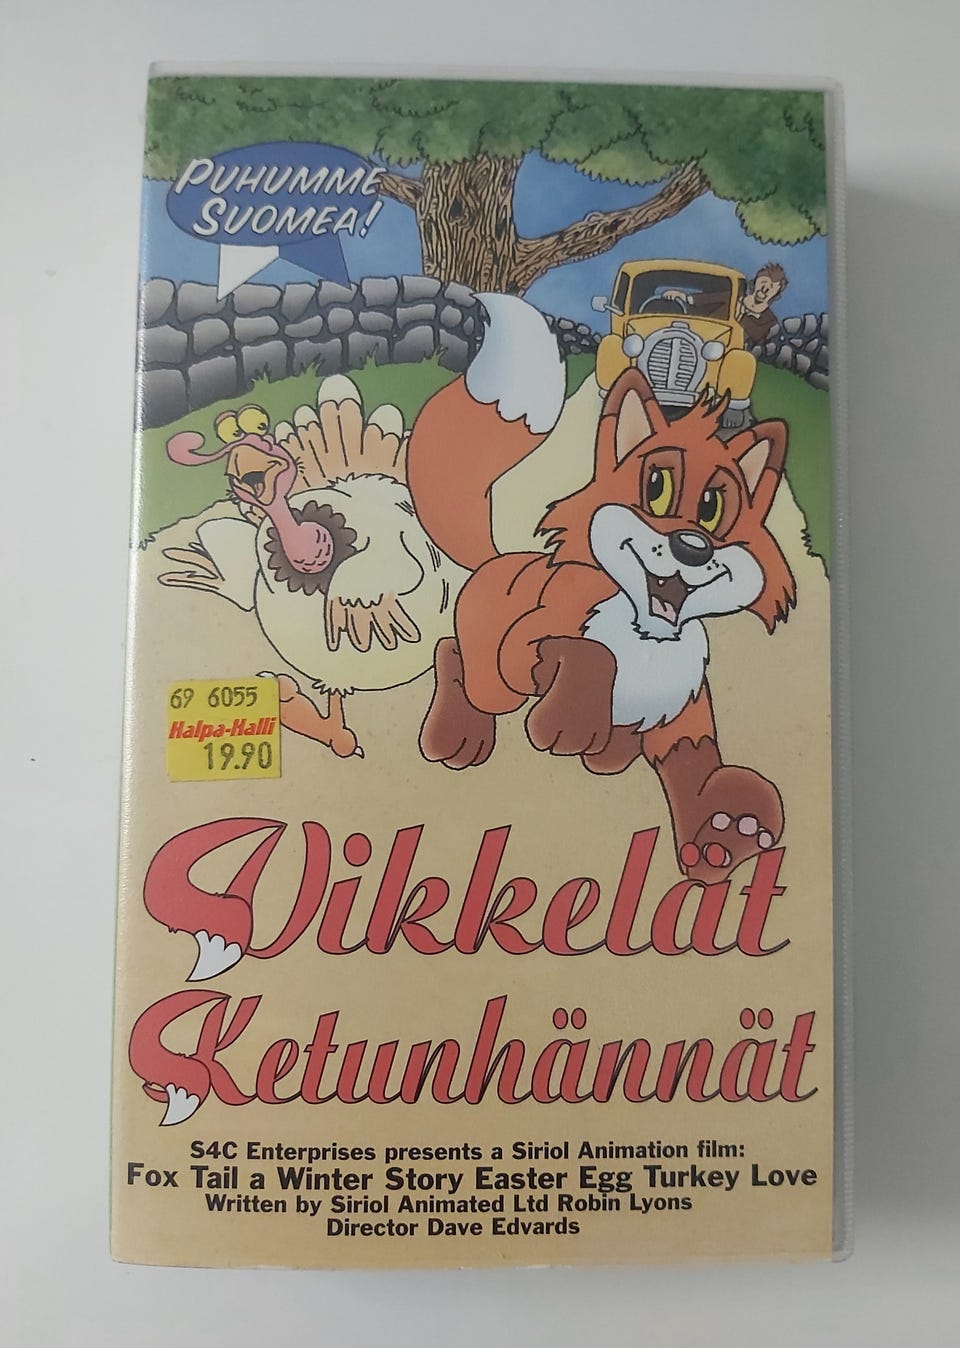 PUHUMME
SUOMEA!
69 6055
Halpa-Halli
19.90
Vikkelät
Ketunhännät
S4C Enterprises presents a Siriol Animation film:
Fox Tail a Winter Story Easter Egg Turkey Love
Written by Siriol Animated Ltd Robin Lyons
Director Dave Edvards